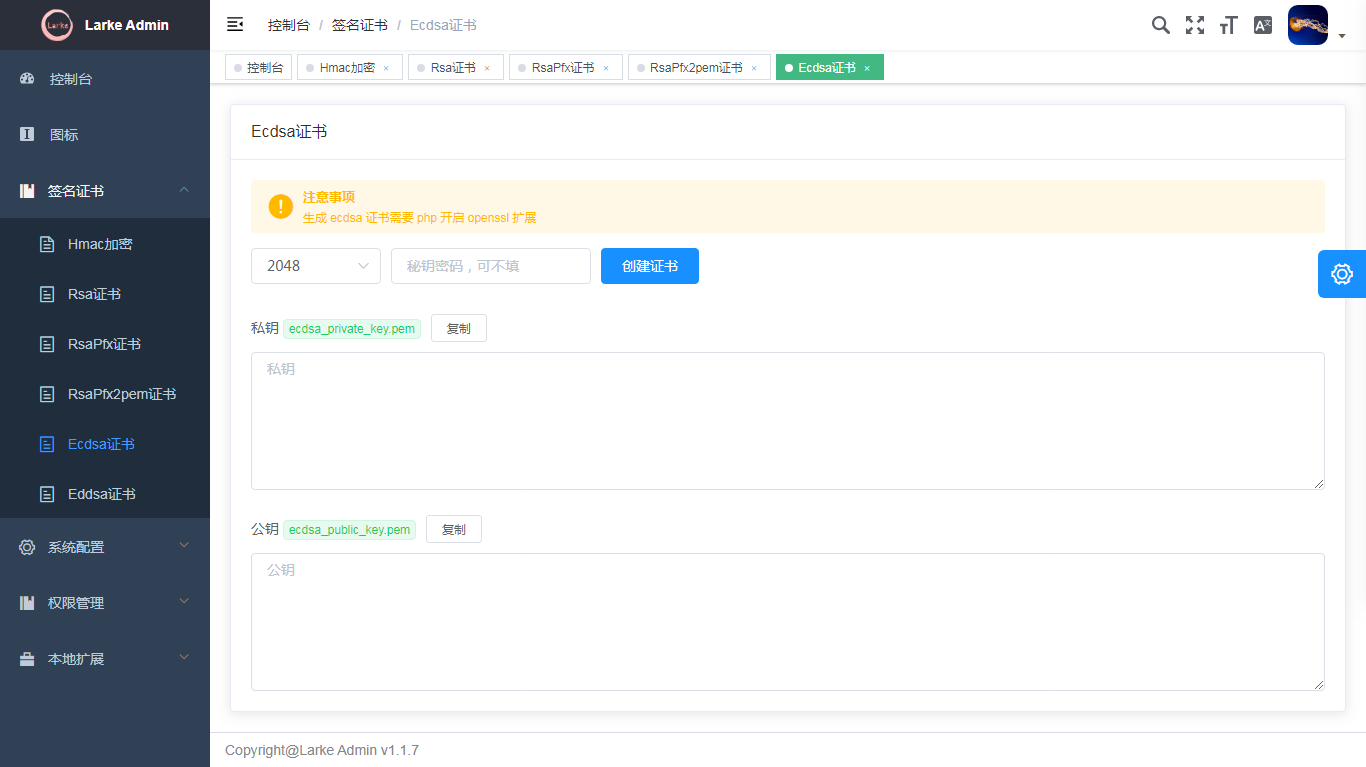 Larke
Larke Admin
控制台 / 签名证书 / Ecdsa证书
控制台
Hmac加密 ×
Rsa证书 ×
RsaPfx证书 ×
RsaPfx2pem证书 ×
Ecdsa证书 ×
控制台
图标
签名证书
Hmac加密
Rsa证书
RsaPfx证书
RsaPfx2pem证书
Ecdsa证书
Eddsa证书
系统配置
权限管理
本地扩展
Ecdsa证书
注意事项
生成 ecdsa 证书需要 php 开启 openssl 扩展
2048
秘钥密码，可不填
创建证书
私钥 ecdsa_private_key.pem 复制
私钥
公钥 ecdsa_public_key.pem 复制
公钥
Copyright@Larke Admin v1.1.7